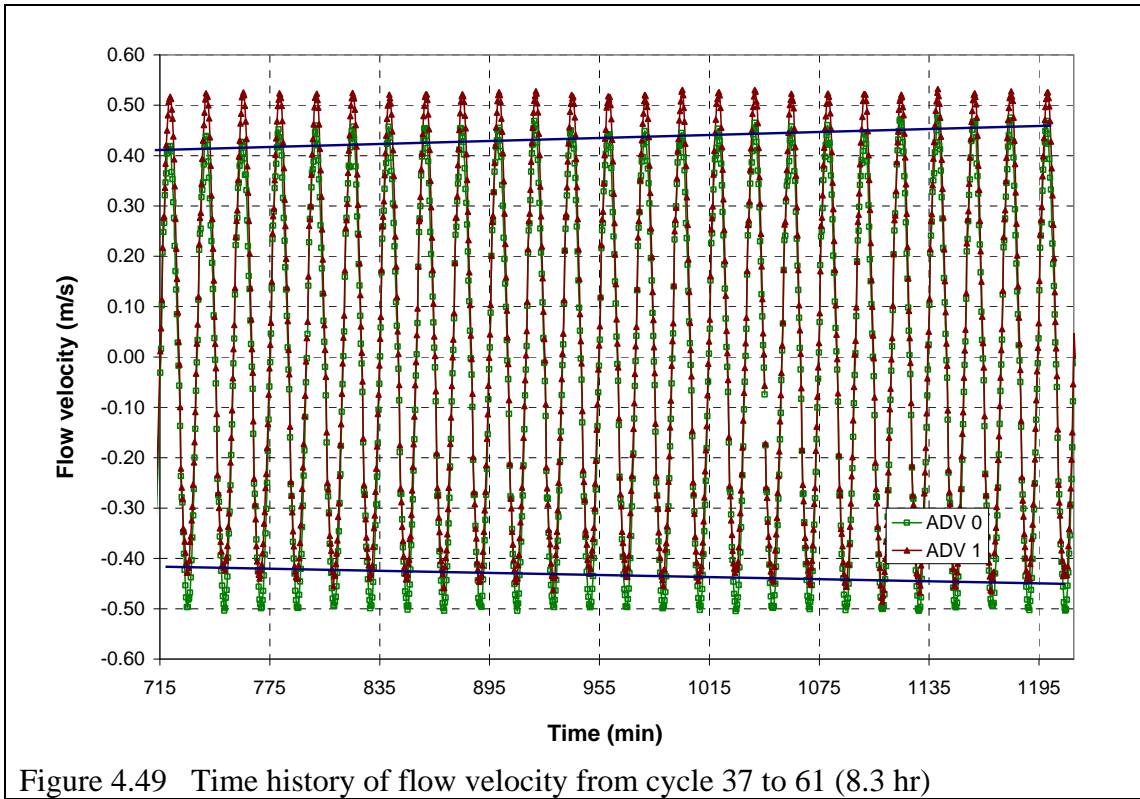 0.60
0.50
0.40
0.30
0.20
0.10
0.00
-0.10
-0.20
-0.30
-0.40
-0.50
-0.60
Flow velocity (m/s)
ADV 0
ADV 1
715 775 835 895 955 1015 1075 1135 1195
Time (min)
Figure 4.49 Time history of flow velocity from cycle 37 to 61 (8.3 hr)